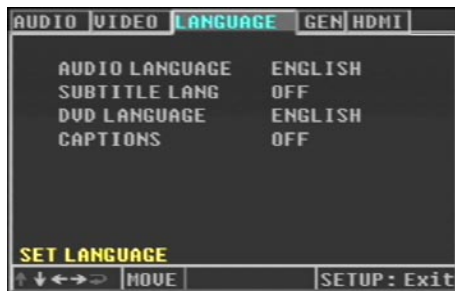 AUDIO VIDEO LANGUAGE GEN HDMI
AUDIO LANGUAGE ENGLISH
SUBTITLE LANG OFF
DVD LANGUAGE ENGLISH
CAPTIONS OFF
SET LANGUAGE
↑↓←→⮌ MOVE SETUP: Exit